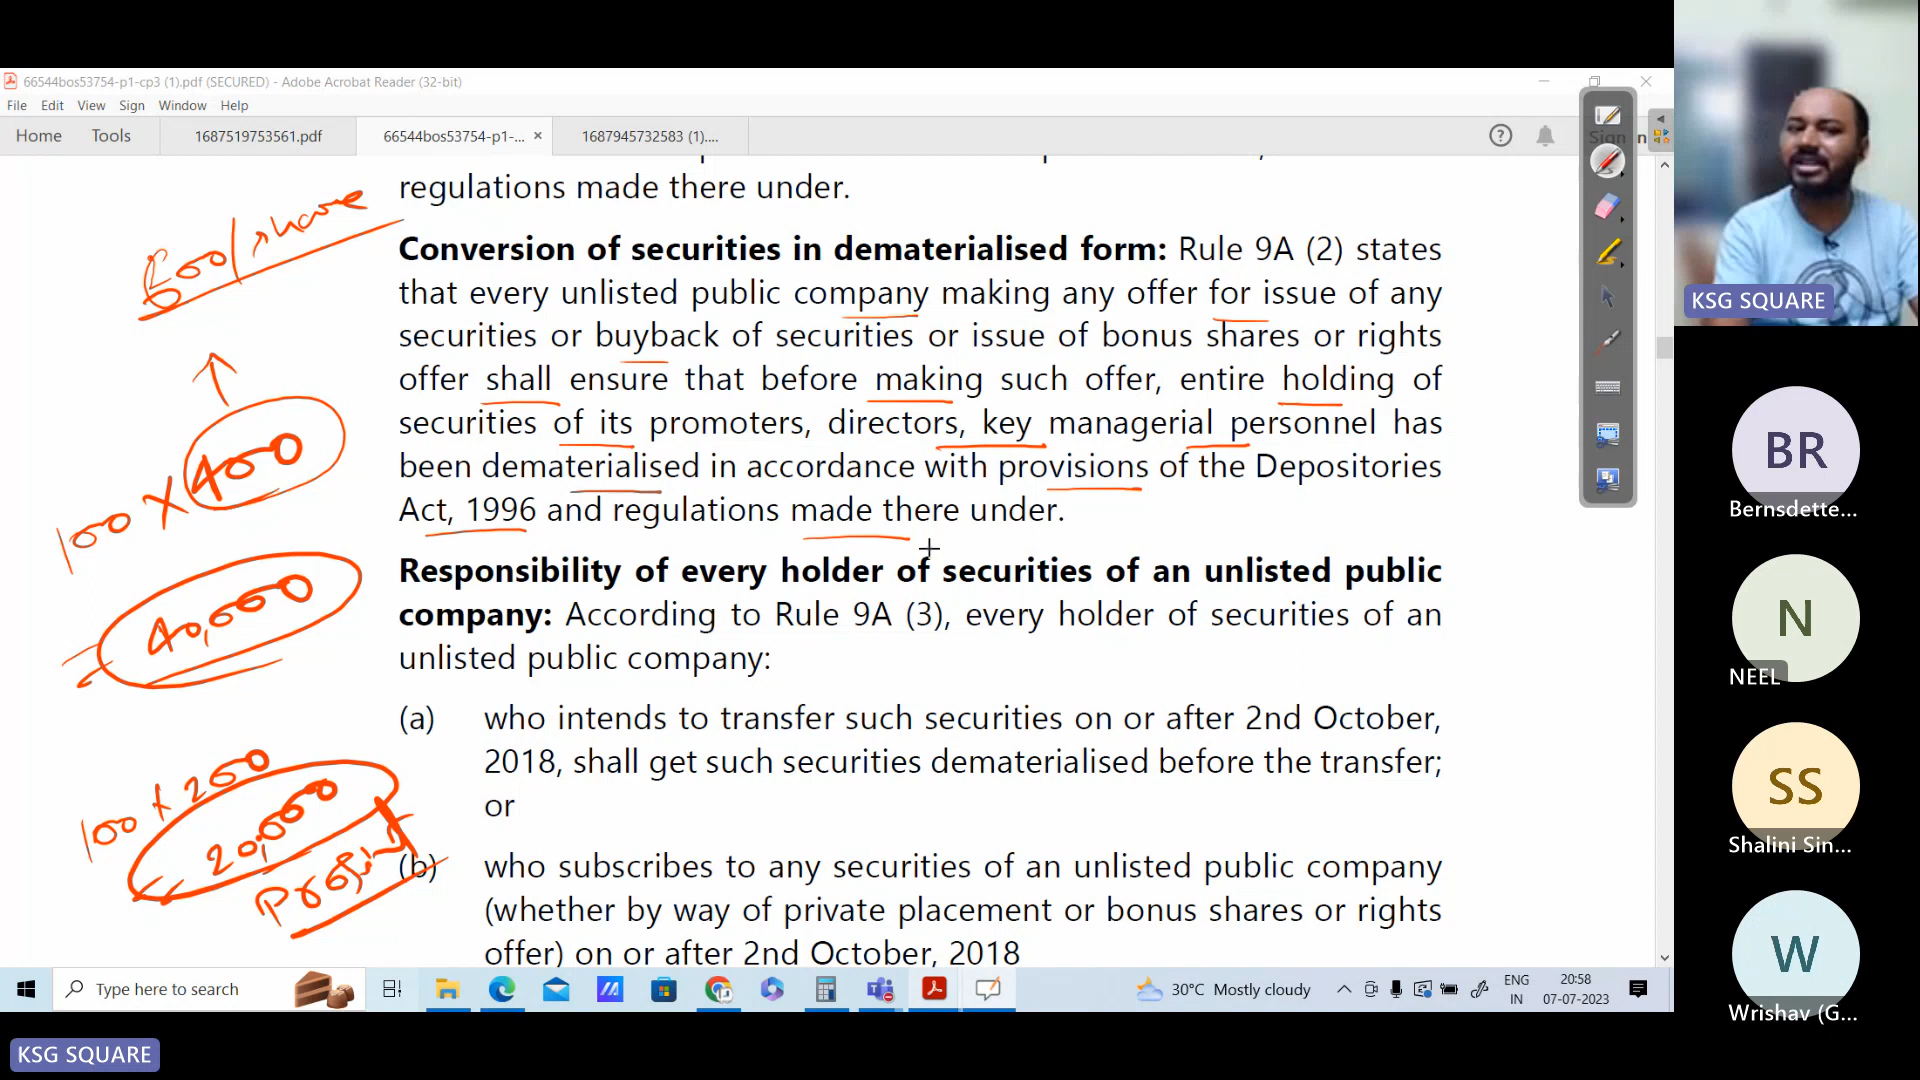 66544bos53754-p1-cp3 (1).pdf (SECURED) - Adobe Acrobat Reader (32-bit)
File Edit View Sign Window Help
Home Tools 1687519753561.pdf 66544bos53754-p1-... × 1687945732583 (1)....
Sign
regulations made there under.
Conversion of securities in dematerialised form: Rule 9A (2) states
that every unlisted public company making any offer for issue of any
securities or buyback of securities or issue of bonus shares or rights
offer shall ensure that before making such offer, entire holding of
securities of its promoters, directors, key managerial personnel has
been dematerialised in accordance with provisions of the Depositories
Act, 1996 and regulations made there under.
Responsibility of every holder of securities of an unlisted public
company: According to Rule 9A (3), every holder of securities of an
unlisted public company:
(a) who intends to transfer such securities on or after 2nd October,
2018, shall get such securities dematerialised before the transfer;
or
(b) who subscribes to any securities of an unlisted public company
(whether by way of private placement or bonus shares or rights
offer) on or after 2nd October, 2018
/share
100 × 400
40,000
100 × 200
20,000
Profit
KSG SQUARE
BR
Bernsdette...
N
NEEL
SS
Shalini Sin...
W
Wrishav (G...
Type here to search
30°C Mostly cloudy
ENG
IN
20:58
07-07-2023
KSG SQUARE